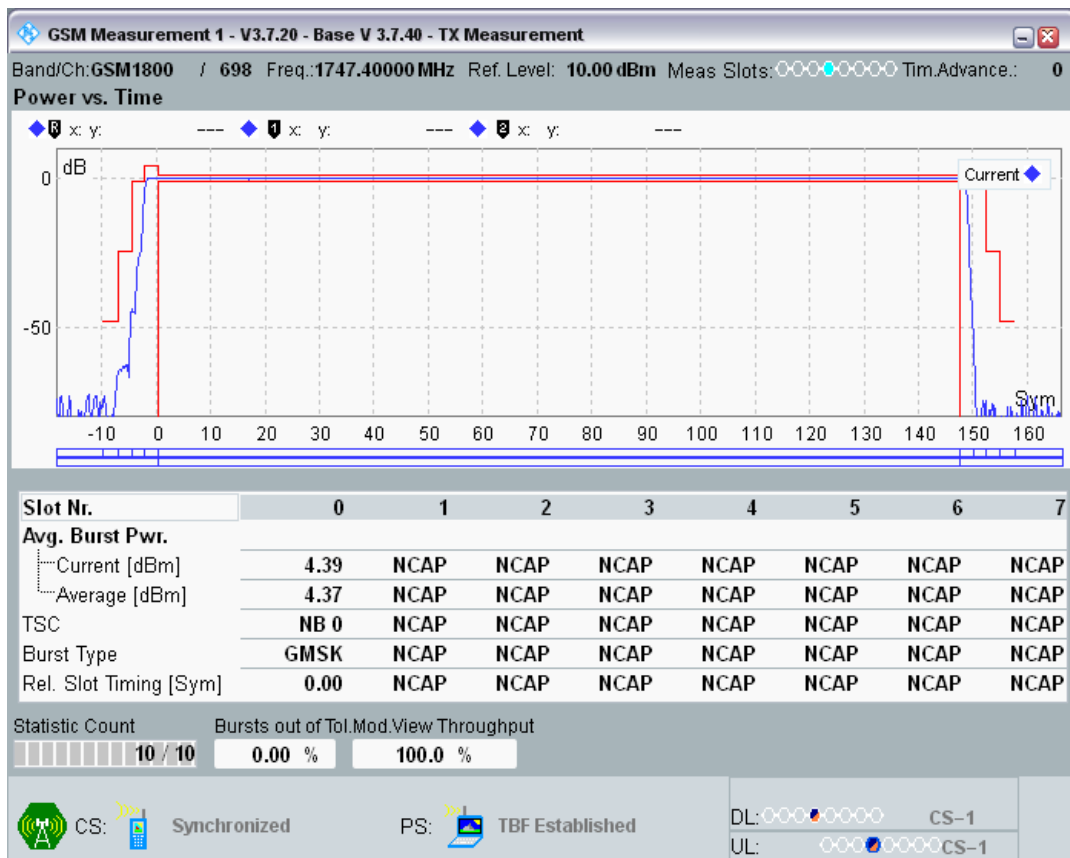 GSM Measurement 1 - V3.7.20 - Base V 3.7.40 - TX Measurement
Band/Ch:GSM1800 / 698 Freq.:1747.40000 MHz Ref. Level: 10.00 dBm Meas Slots: Tim.Advance.: 0
Power vs. Time
R x: y: --- 1 x: y: --- 2 x: y: ---
dB
Current
0
-50
Sym
-10 0 10 20 30 40 50 60 70 80 90 100 110 120 130 140 150 160
Slot Nr. 0 1 2 3 4 5 6 7
Avg. Burst Pwr.
Current [dBm] 4.39 NCAP NCAP NCAP NCAP NCAP NCAP NCAP
Average [dBm] 4.37 NCAP NCAP NCAP NCAP NCAP NCAP NCAP
TSC NB 0 NCAP NCAP NCAP NCAP NCAP NCAP NCAP
Burst Type GMSK NCAP NCAP NCAP NCAP NCAP NCAP NCAP
Rel. Slot Timing [Sym] 0.00 NCAP NCAP NCAP NCAP NCAP NCAP NCAP
Statistic Count Bursts out of Tol. Mod.View Throughput
10 / 10 0.00 % 100.0 %
CS: Synchronized PS: TBF Established DL: CS-1
UL: CS-1